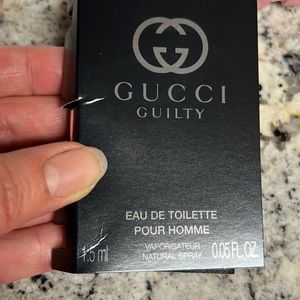 GUCCI
GUILTY
EAU DE TOILETTE
POUR HOMME
VAPORISATEUR
NATURAL SPRAY
1.5 ml
0.05 FL.OZ.